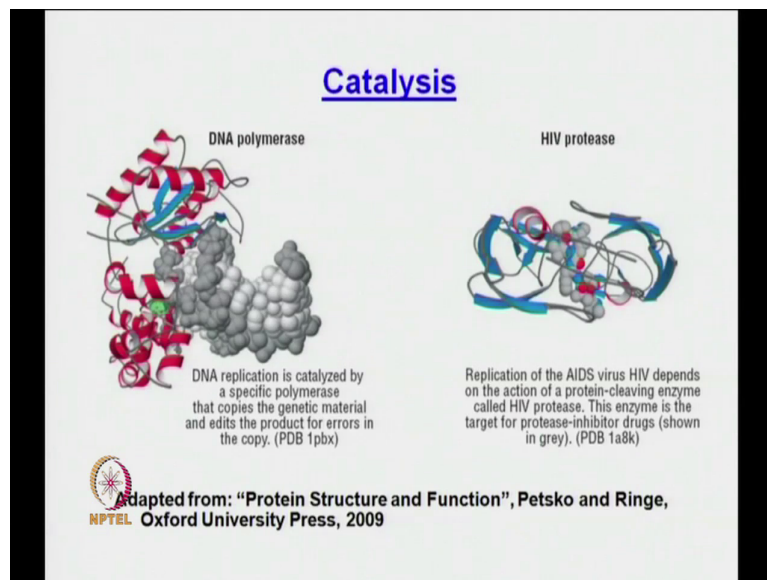 Catalysis
DNA polymerase
HIV protease
DNA replication is catalyzed by
a specific polymerase
that copies the genetic material
and edits the product for errors in
the copy. (PDB 1pbx)
Replication of the AIDS virus HIV depends
on the action of a protein-cleaving enzyme
called HIV protease. This enzyme is the
target for protease-inhibitor drugs (shown
in grey). (PDB 1a8k)
Adapted from: “Protein Structure and Function”, Petsko and Ringe,
Oxford University Press, 2009
NPTEL